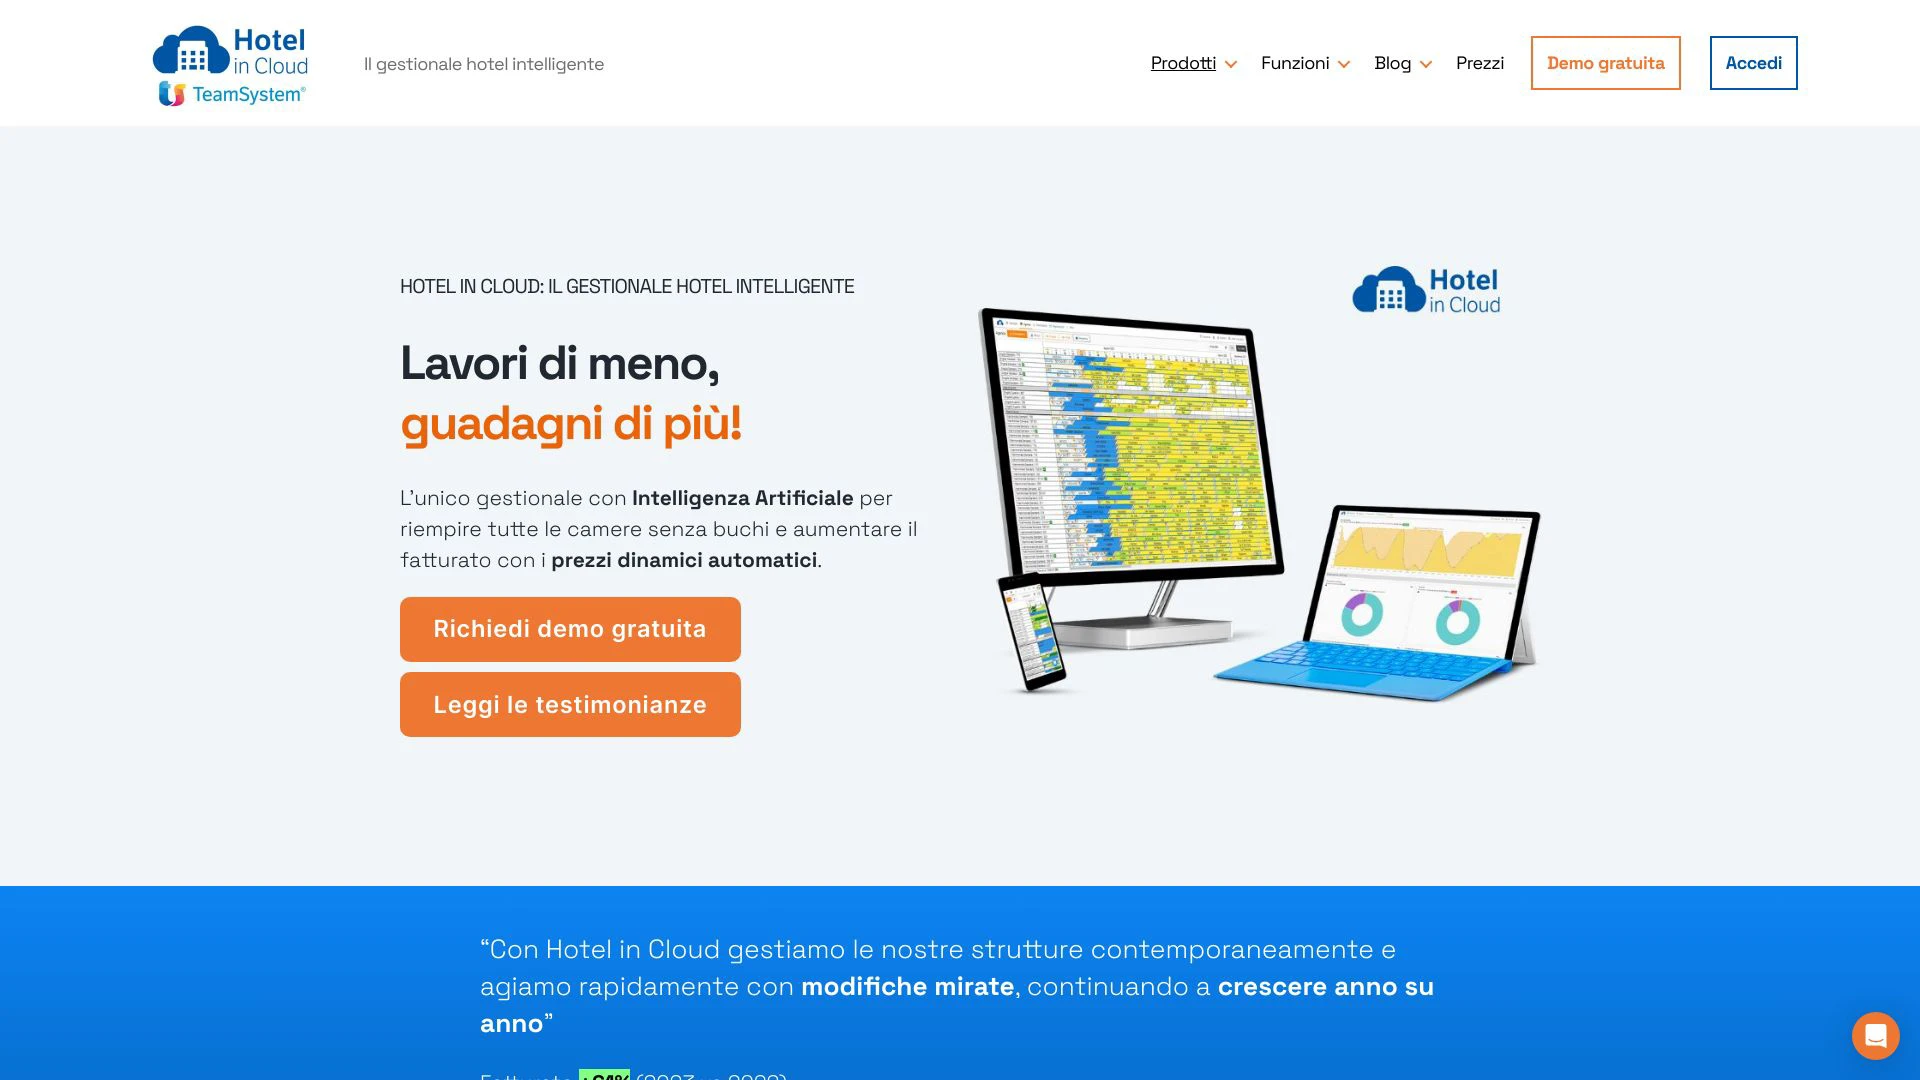 Hotel
in Cloud
TeamSystem®
Il gestionale hotel intelligente
Prodotti
Funzioni
Blog
Prezzi
Demo gratuita
Accedi
HOTEL IN CLOUD: IL GESTIONALE HOTEL INTELLIGENTE
Lavori di meno,
guadagni di più!
L’unico gestionale con Intelligenza Artificiale per
riempire tutte le camere senza buchi e aumentare il
fatturato con i prezzi dinamici automatici.
Richiedi demo gratuita
Leggi le testimonianze
Hotel
in Cloud
“Con Hotel in Cloud gestiamo le nostre strutture contemporaneamente e
agiamo rapidamente con modifiche mirate, continuando a crescere anno su
anno”